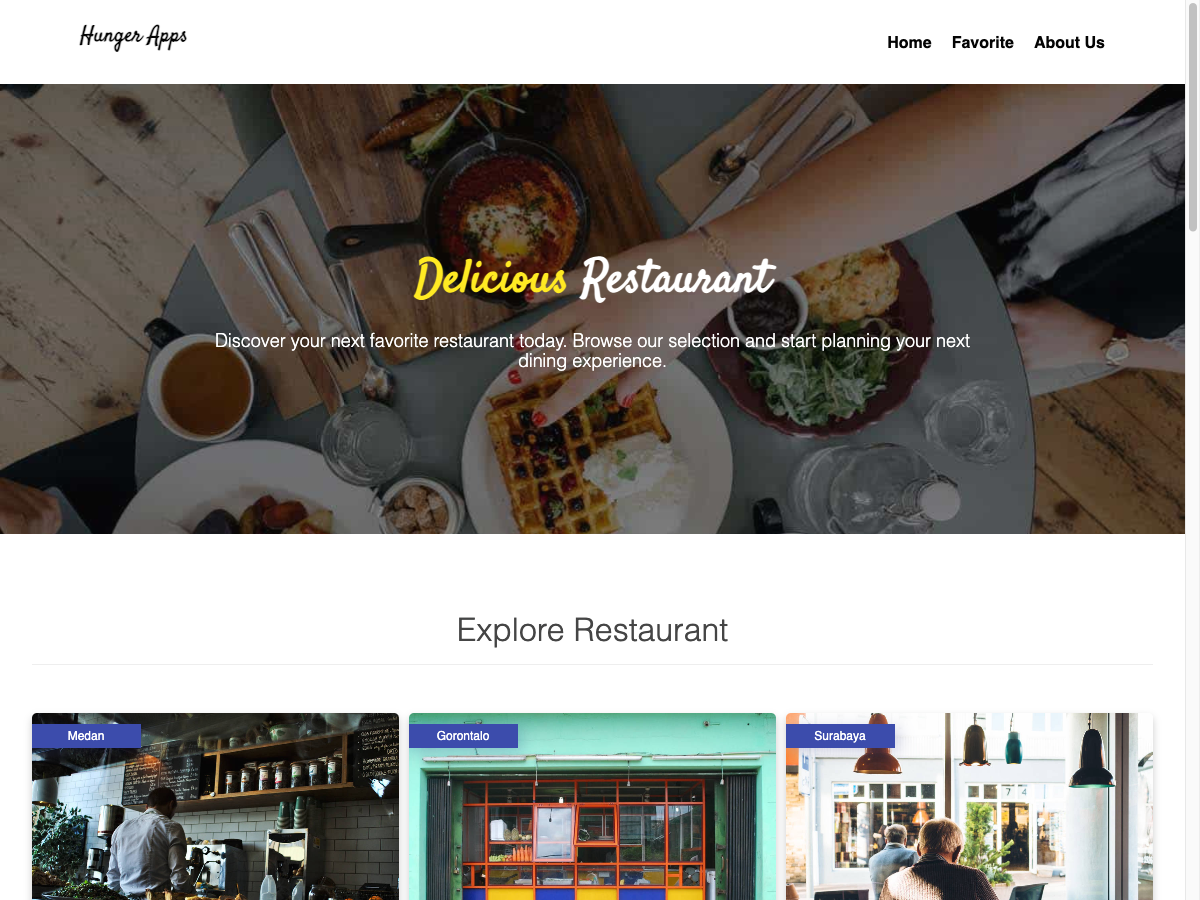 Hunger Apps
Home Favorite About Us
Delicious Restaurant
Discover your next favorite restaurant today. Browse our selection and start planning your next
dining experience.
Explore Restaurant
Medan
Gorontalo
Surabaya